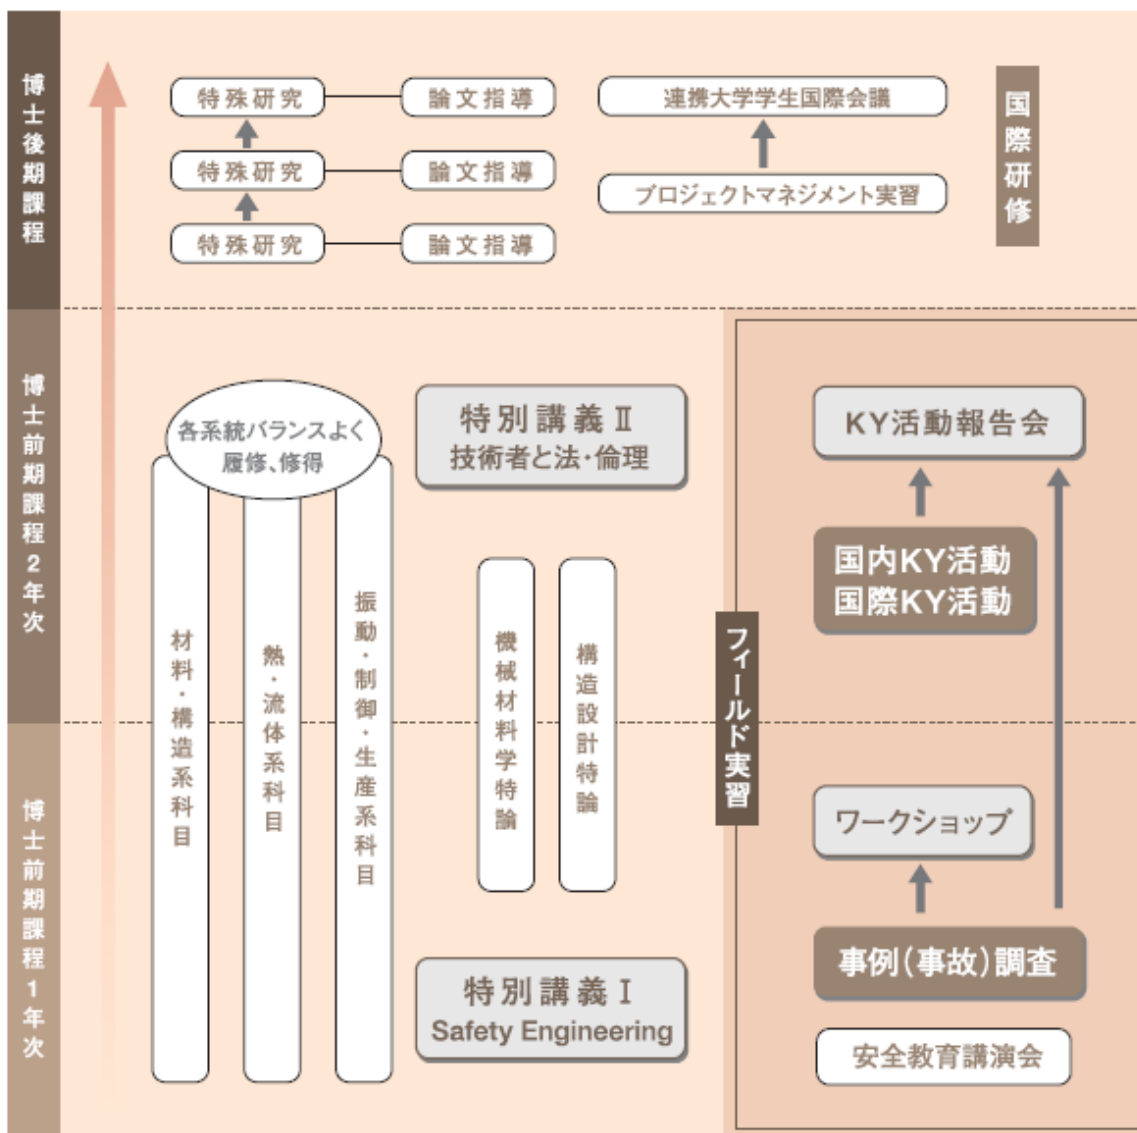 博士後期課程
特殊研究
論文指導
特殊研究
論文指導
特殊研究
論文指導
連携大学学生国際会議
プロジェクトマネジメント実習
国際研修
博士前期課程2年次
各系統バランスよく
履修、修得
材料・構造系科目
熱・流体系科目
振動・制御・生産系科目
特別講義Ⅱ
技術者と法・倫理
機械材料学特論
構造設計特論
フィールド実習
KY活動報告会
国内KY活動
国際KY活動
博士前期課程1年次
特別講義Ⅰ
Safety Engineering
ワークショップ
事例(事故)調査
安全教育講演会